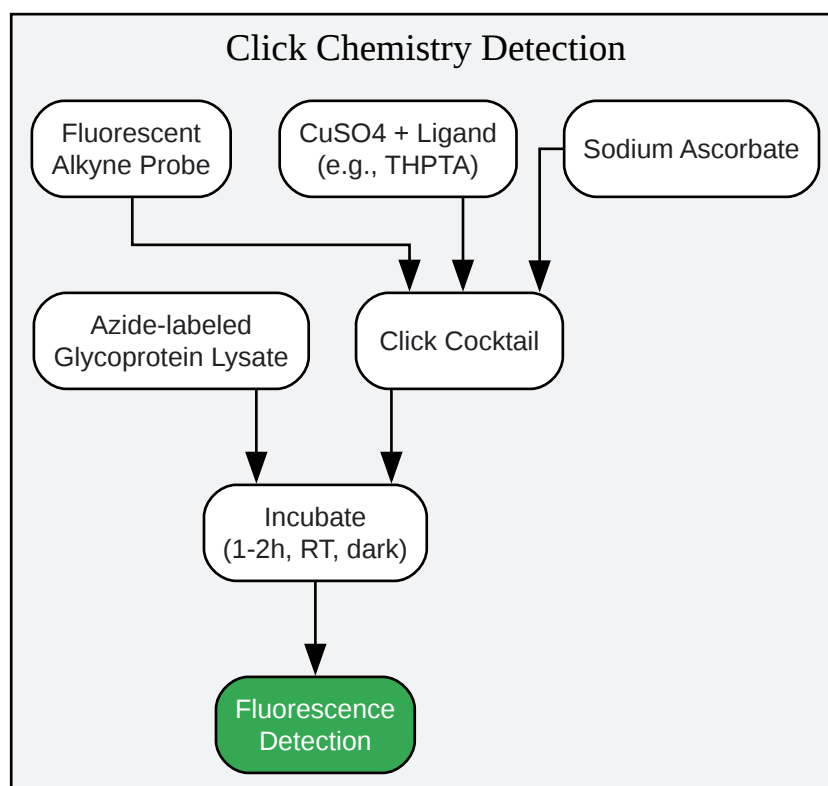 Click Chemistry Detection
Fluorescent
Alkyne Probe
CuSO4 + Ligand
(e.g., THPTA)
Sodium Ascorbate
Azide-labeled
Glycoprotein Lysate
Click Cocktail
Incubate
(1-2h, RT, dark)
Fluorescence
Detection